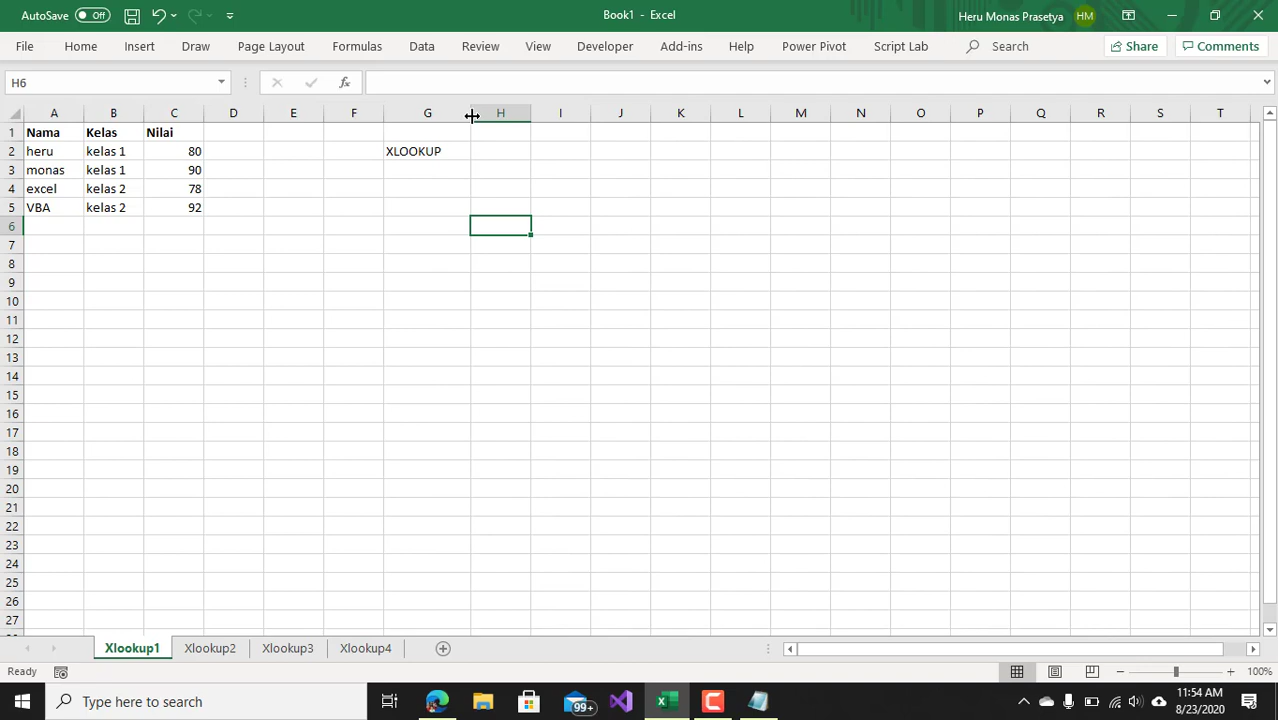 AutoSave Off Book1 - Excel Heru Monas Prasetya HM
File Home Insert Draw Page Layout Formulas Data Review View Developer Add-ins Help Power Pivot Script Lab Search Share Comments
H6 fx
A B C D E F G H I J K L M N O P Q R S T
1 Nama Kelas Nilai
2 heru kelas 1 80 XLOOKUP
3 monas kelas 1 90
4 excel kelas 2 78
5 VBA kelas 2 92
6
7
8
9
10
11
12
13
14
15
16
17
18
19
20
21
22
23
24
25
26
27
Xlookup1 Xlookup2 Xlookup3 Xlookup4
Ready 100%
Type here to search 99+ 11:54 AM
8/23/2020